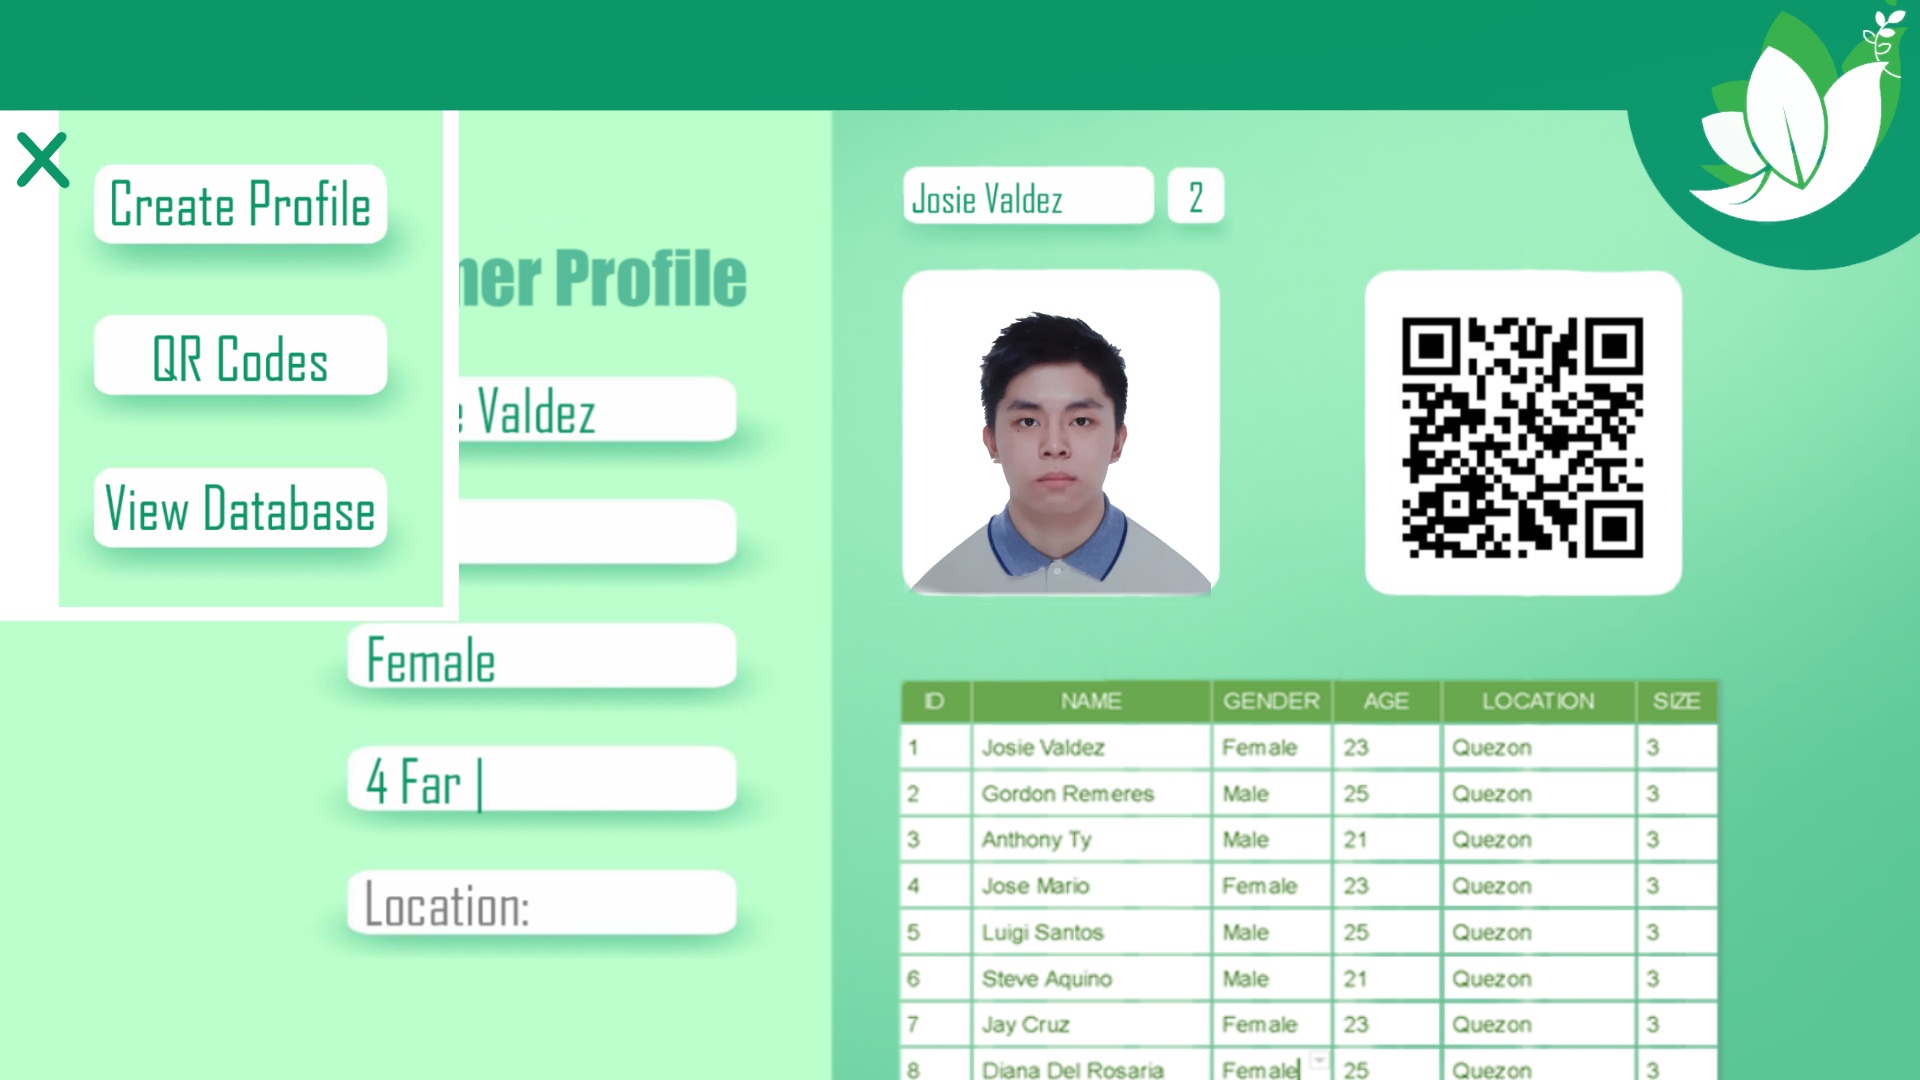 Create Profile
QR Codes
View Database
ner Profile
e Valdez
Female
4 Far |
Location:
Josie Valdez
2
ID NAME GENDER AGE LOCATION SIZE
1 Josie Valdez Female 23 Quezon 3
2 Gordon Remeres Male 25 Quezon 3
3 Anthony Ty Male 21 Quezon 3
4 Jose Mario Female 23 Quezon 3
5 Luigi Santos Male 25 Quezon 3
6 Steve Aquino Male 21 Quezon 3
7 Jay Cruz Female 23 Quezon 3
8 Diana Del Rosaria Female 25 Quezon 3